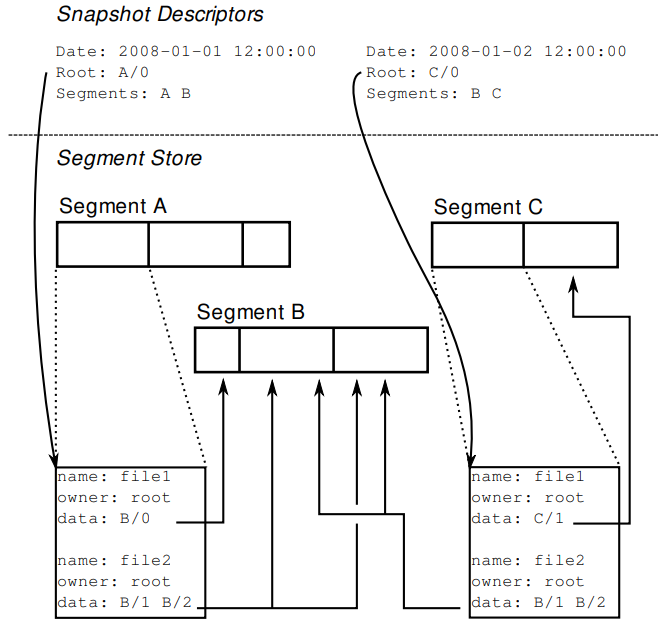 Snapshot Descriptors
Date: 2008-01-01 12:00:00
Root: A/0
Segments: A B
Date: 2008-01-02 12:00:00
Root: C/0
Segments: B C
Segment Store
Segment A
Segment C
Segment B
name: file1
owner: root
data: B/0
name: file2
owner: root
data: B/1 B/2
name: file1
owner: root
data: C/1
name: file2
owner: root
data: B/1 B/2